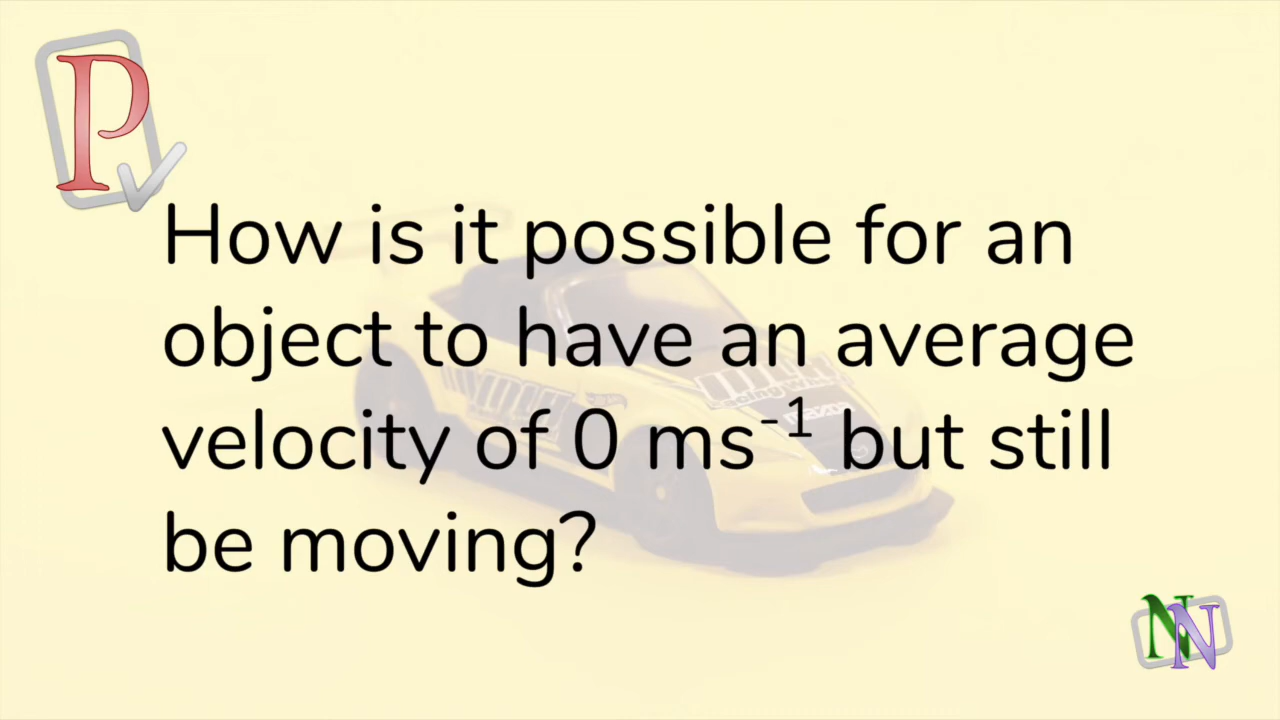 P
How is it possible for an
object to have an average
velocity of 0 ms⁻¹ but still
be moving?
NN